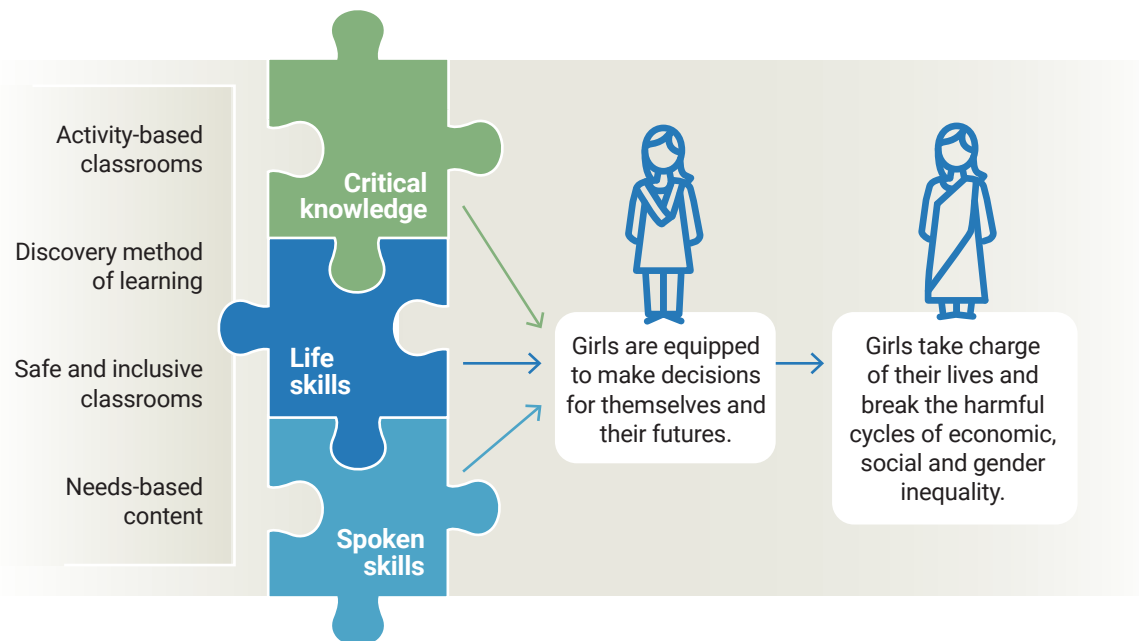 Activity-based
classrooms
Discovery method
of learning
Safe and inclusive
classrooms
Needs-based
content
Critical
knowledge
Life
skills
Spoken
skills
Girls are equipped
to make decisions
for themselves and
their futures.
Girls take charge
of their lives and
break the harmful
cycles of economic,
social and gender
inequality.